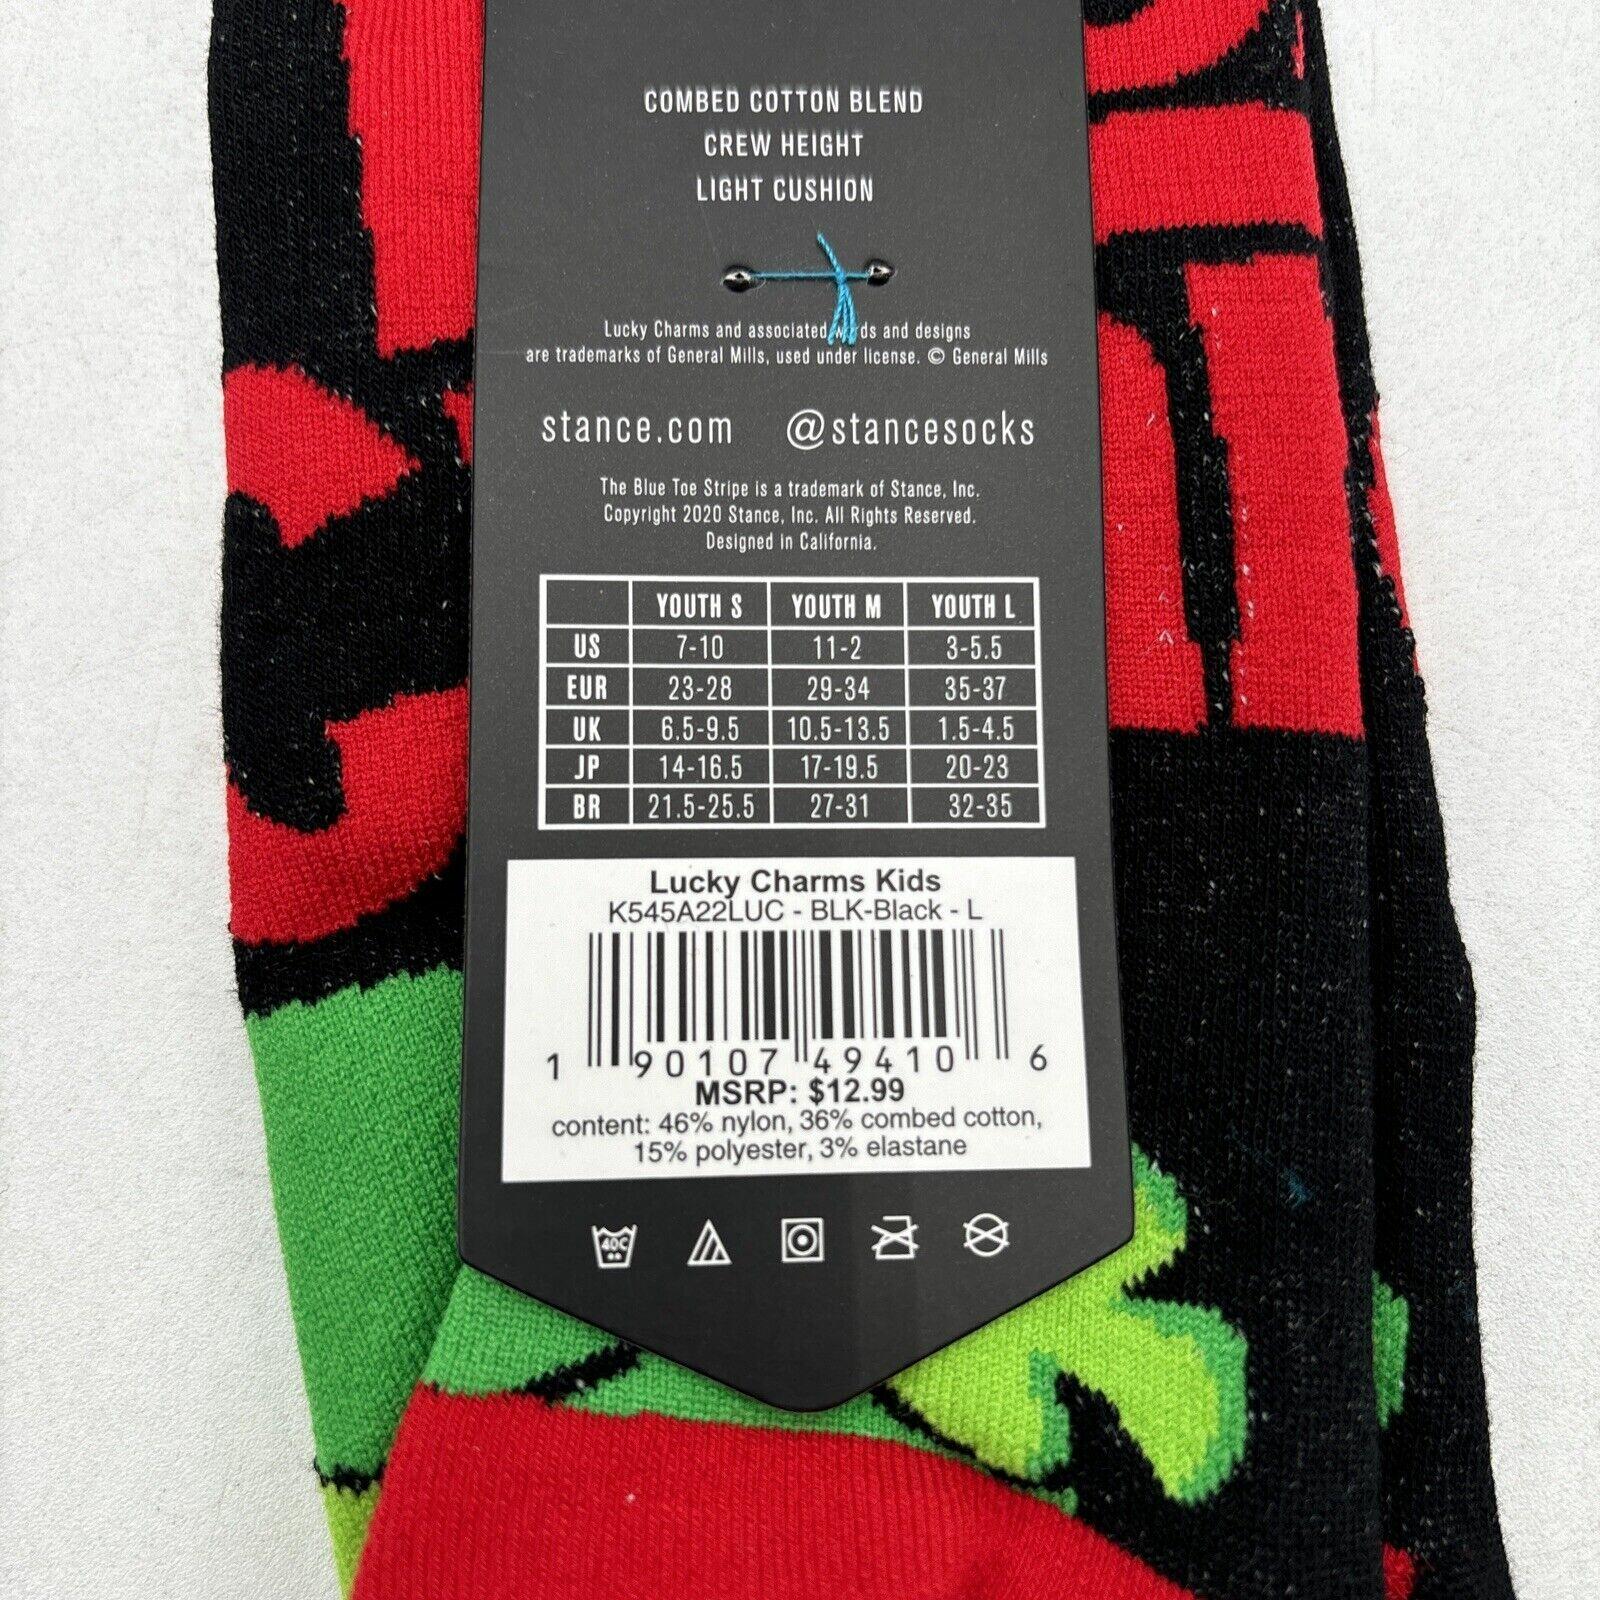 COMBED COTTON BLEND
CREW HEIGHT
LIGHT CUSHION
Lucky Charms and associated and designs
are trademarks of General Mills, used under license. © General Mills
stance.com @stancesocks
The Blue Toe Stripe is a trademark of Stance, Inc.
Copyright 2020 Stance, Inc. All Rights Reserved.
Designed in California.
YOUTH S YOUTH M YOUTH L
US 7-10 11-2 3-5.5
EUR 23-28 29-34 35-37
UK 6.5-9.5 10.5-13.5 1.5-4.5
JP 14-16.5 17-19.5 20-23
BR 21.5-25.5 27-31 32-35
Lucky Charms Kids
K545A22LUC - BLK-Black - L
1 90107 49410 6
MSRP: $12.99
content: 46% nylon, 36% combed cotton,
15% polyester, 3% elastane
40C